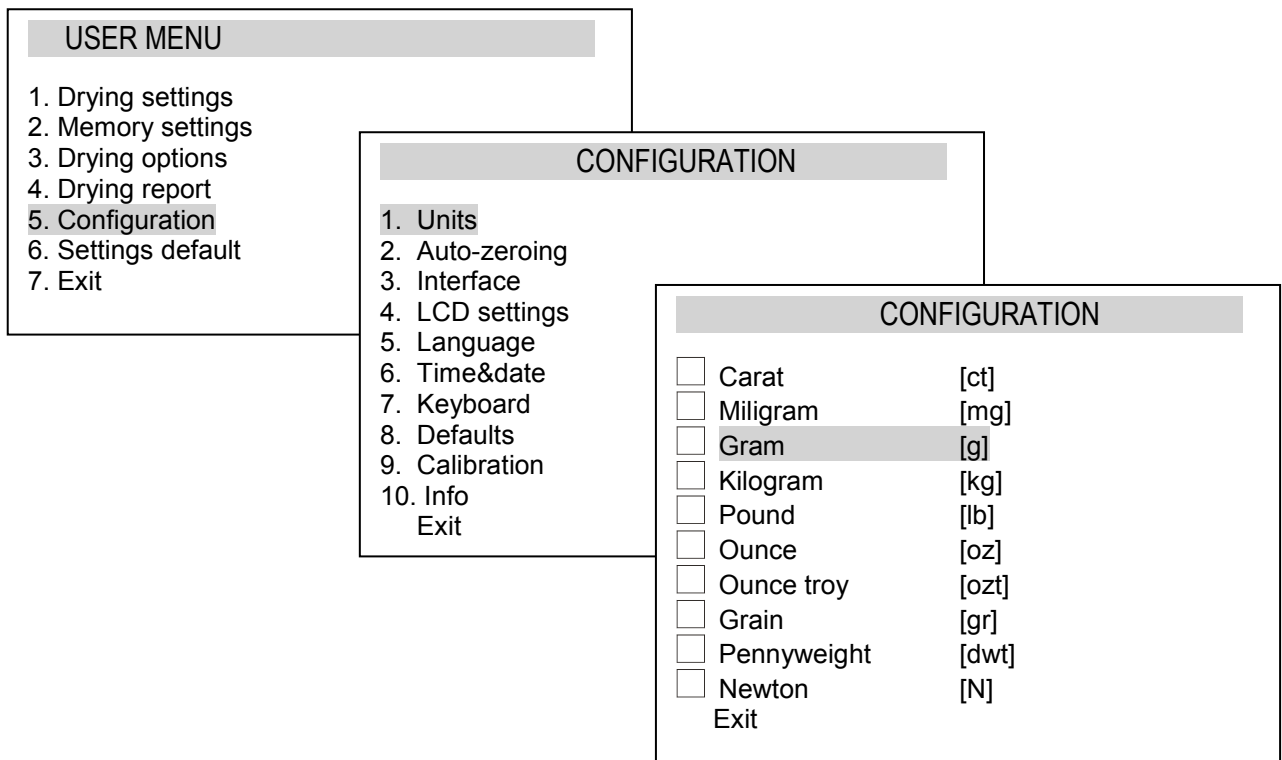 USER MENU
1. Drying settings
2. Memory settings
3. Drying options
4. Drying report
5. Configuration
6. Settings default
7. Exit
CONFIGURATION
1. Units
2. Auto-zeroing
3. Interface
4. LCD settings
5. Language
6. Time&date
7. Keyboard
8. Defaults
9. Calibration
10. Info
Exit
CONFIGURATION
Carat [ct]
Miligram [mg]
Gram [g]
Kilogram [kg]
Pound [lb]
Ounce [oz]
Ounce troy [ozt]
Grain [gr]
Pennyweight [dwt]
Newton [N]
Exit